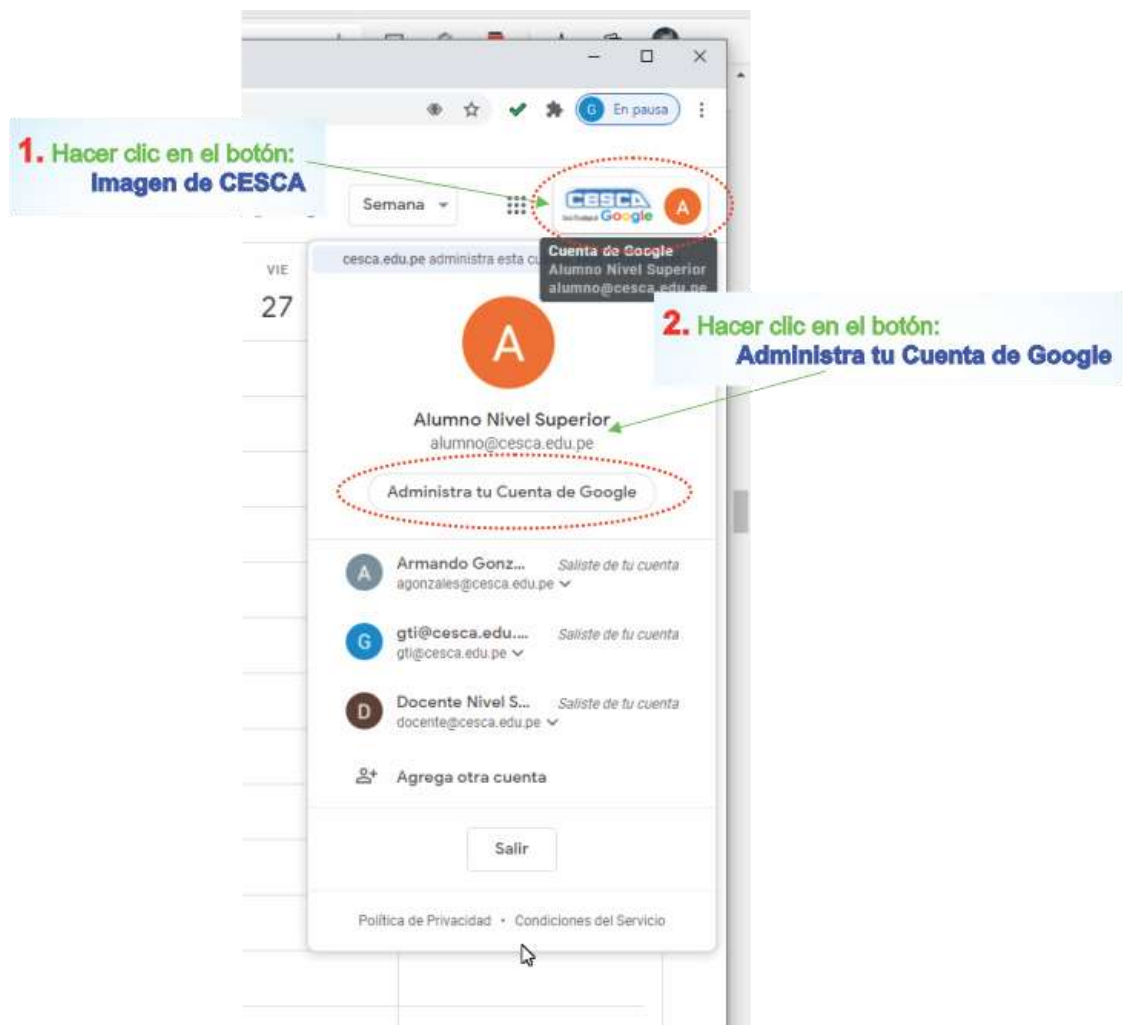 G En pausa
1. Hacer clic en el botón:
Imagen de CESCA
Semana
CESCA
Google
A
Cuenta de Google
Alumno Nivel Superior
alumno@cesca.edu.pe
cesca.edu.pe administra esta
VIE
27
2. Hacer clic en el botón:
Administra tu Cuenta de Google
A
Alumno Nivel Superior
alumno@cesca.edu.pe
Administra tu Cuenta de Google
A Armando Gonz... Saliste de tu cuenta
agonzales@cesca.edu.pe
G gti@cesca.edu.... Saliste de tu cuenta
gti@cesca.edu.pe
D Docente Nivel S... Saliste de tu cuenta
docente@cesca.edu.pe
Agrega otra cuenta
Salir
Política de Privacidad • Condiciones del Servicio